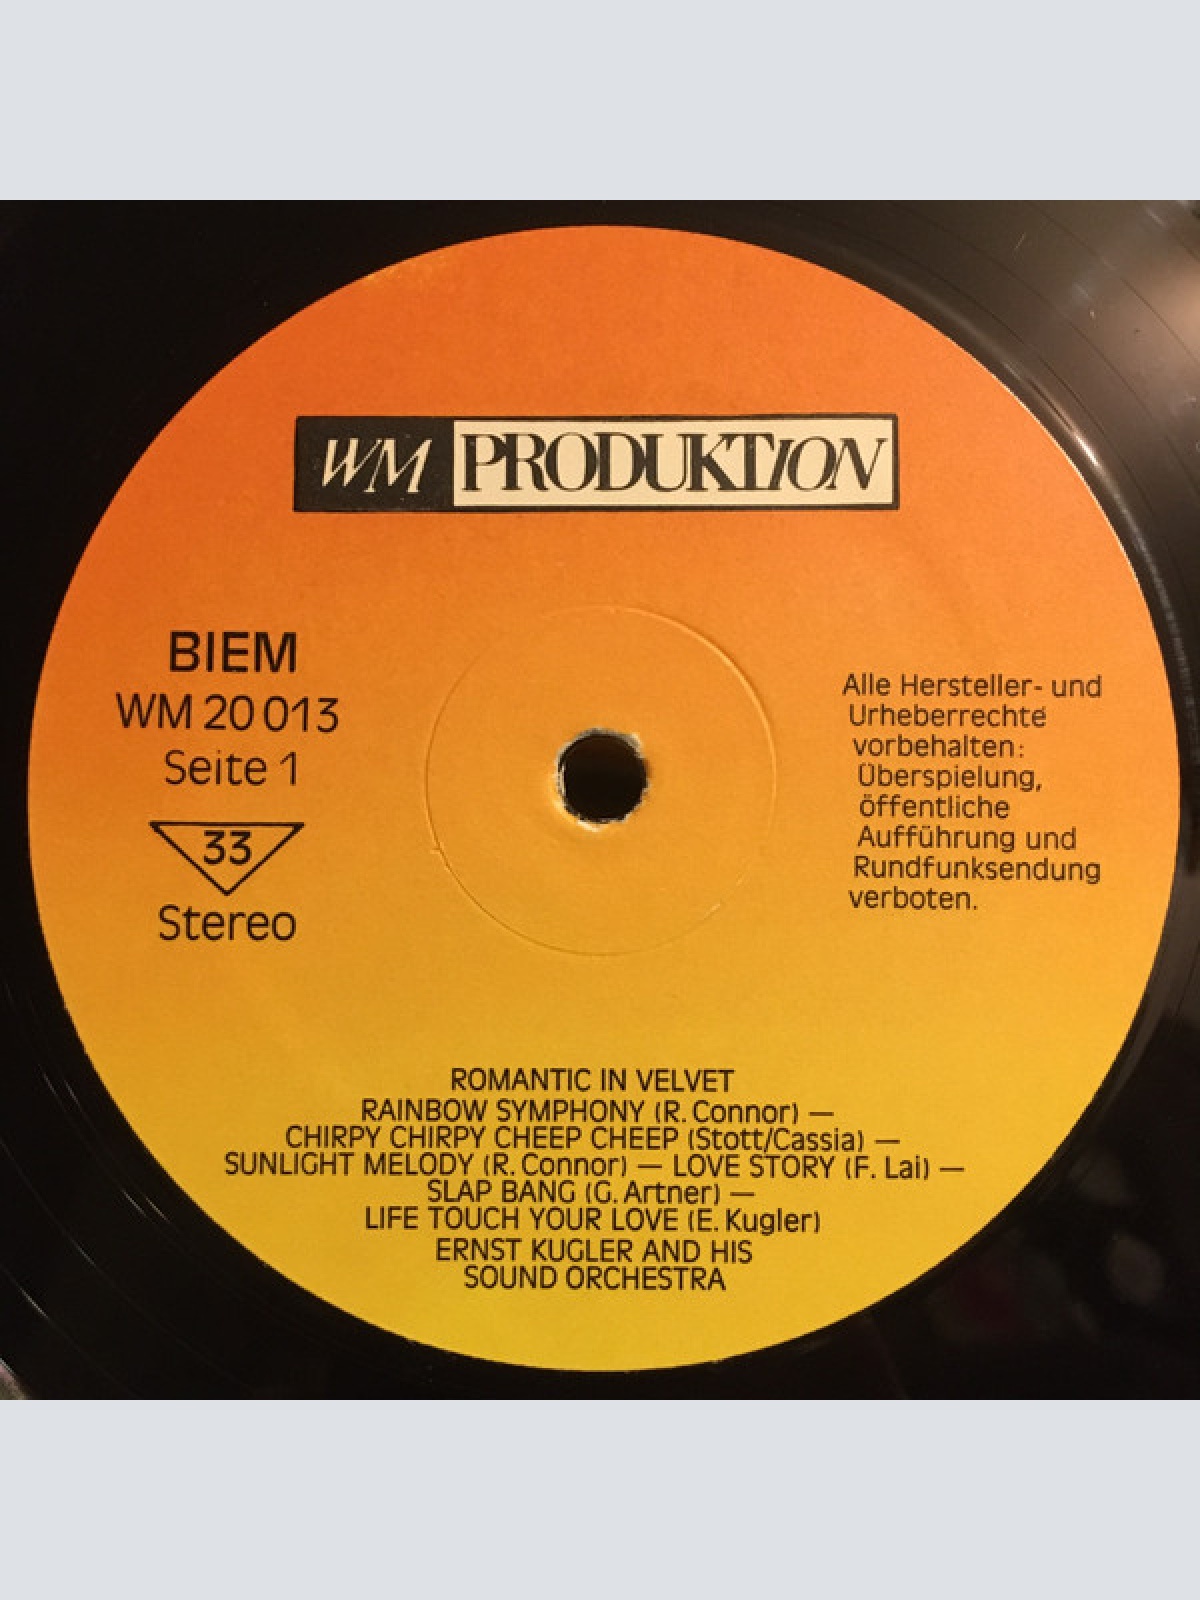 WM PRODUKTION
BIEM
WM 20 013
Seite 1
33
Stereo
Alle Hersteller- und
Urheberrechte
vorbehalten:
Überspielung,
öffentliche
Aufführung und
Rundfunksendung
verboten.
ROMANTIC IN VELVET
RAINBOW SYMPHONY (R. Connor) —
CHIRPY CHIRPY CHEEP CHEEP (Stott/Cassia) —
SUNLIGHT MELODY (R. Connor) — LOVE STORY (F. Lai) —
SLAP BANG (G. Artner) —
LIFE TOUCH YOUR LOVE (E. Kugler)
ERNST KUGLER AND HIS
SOUND ORCHESTRA